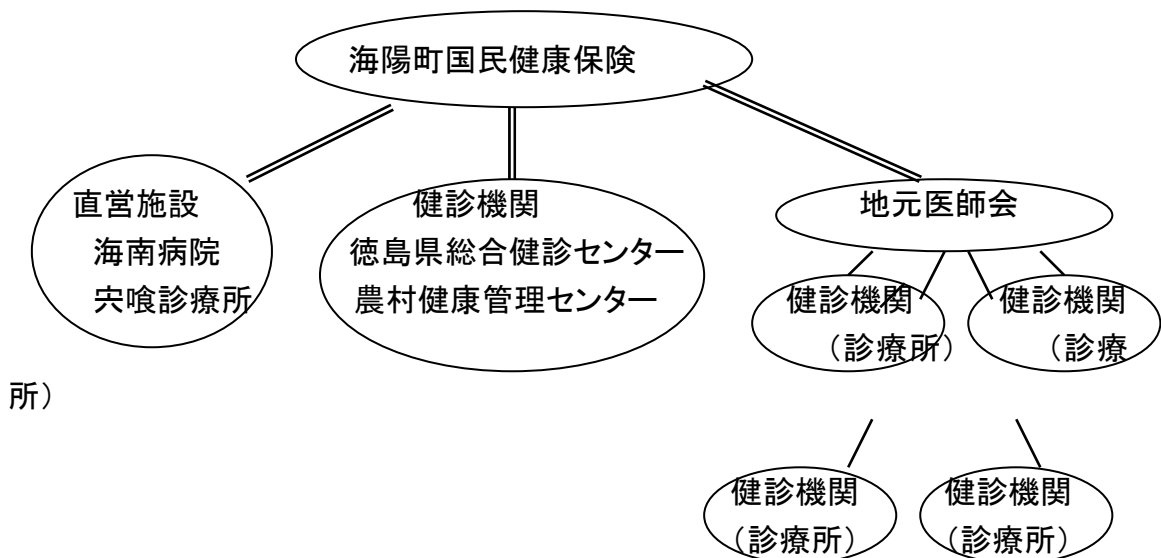 海陽町国民健康保険
直営施設
海南病院
宍喰診療所
健診機関
徳島県総合健診センター
農村健康管理センター
地元医師会
健診機関
（診療所）
健診機関
（診療
所）
健診機関
（診療所）
健診機関
（診療所）